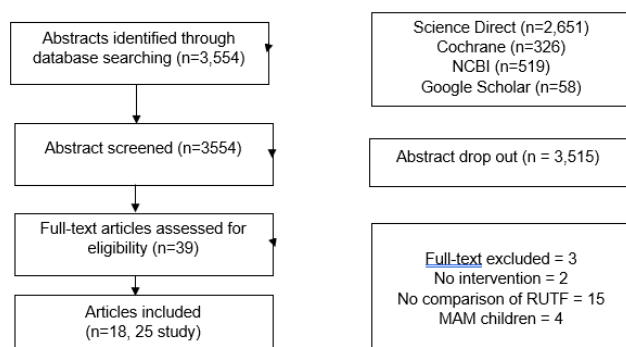 Abstracts identified through
database searching (n=3,554)
Science Direct (n=2,651)
Cochrane (n=326)
NCBI (n=519)
Google Scholar (n=58)
Abstract screened (n=3554)
Abstract drop out (n = 3,515)
Full-text articles assessed for
eligibility (n=39)
Full-text excluded = 3
No intervention = 2
No comparison of RUTF = 15
MAM children = 4
Articles included
(n=18, 25 study)